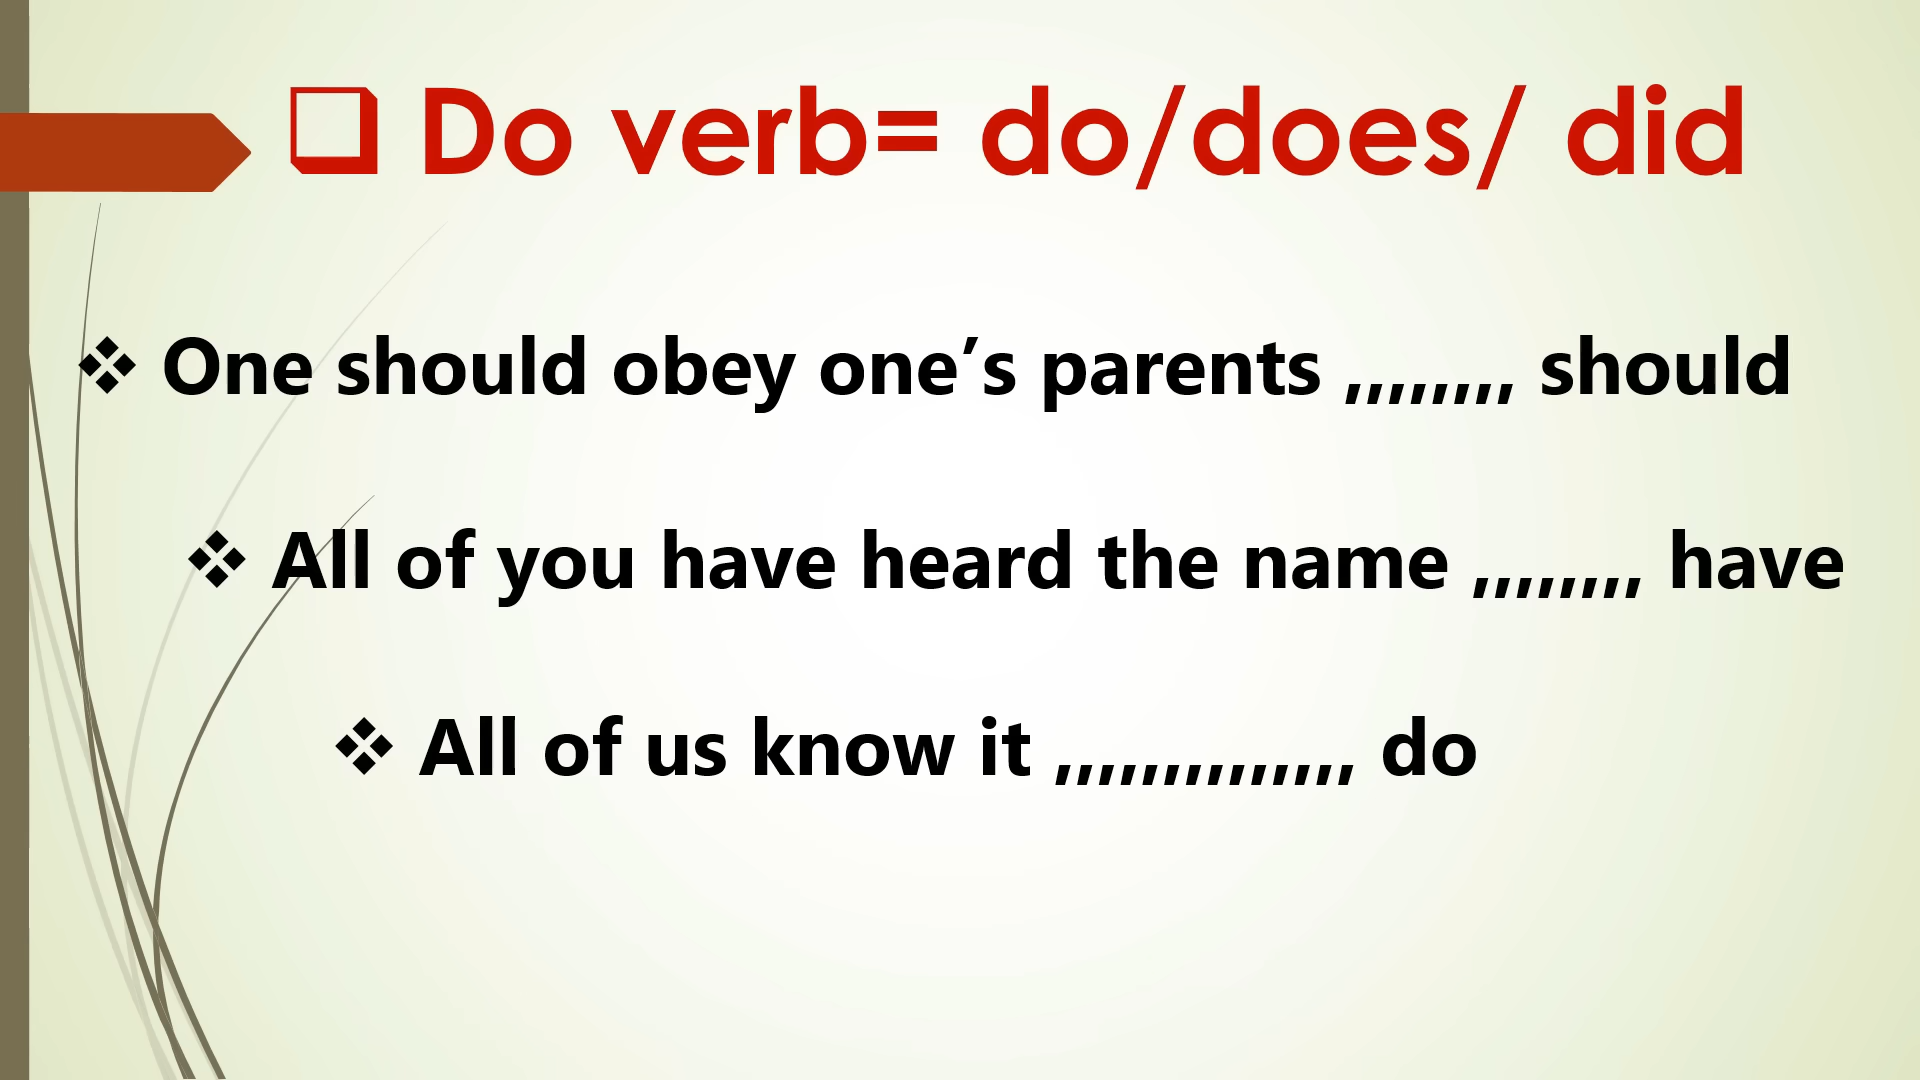 ❑ Do verb= do/does/ did
❖ One should obey one’s parents ,,,,,,,, should
❖ All of you have heard the name ,,,,,,,, have
❖ All of us know it ,,,,,,,,,,,,,, do